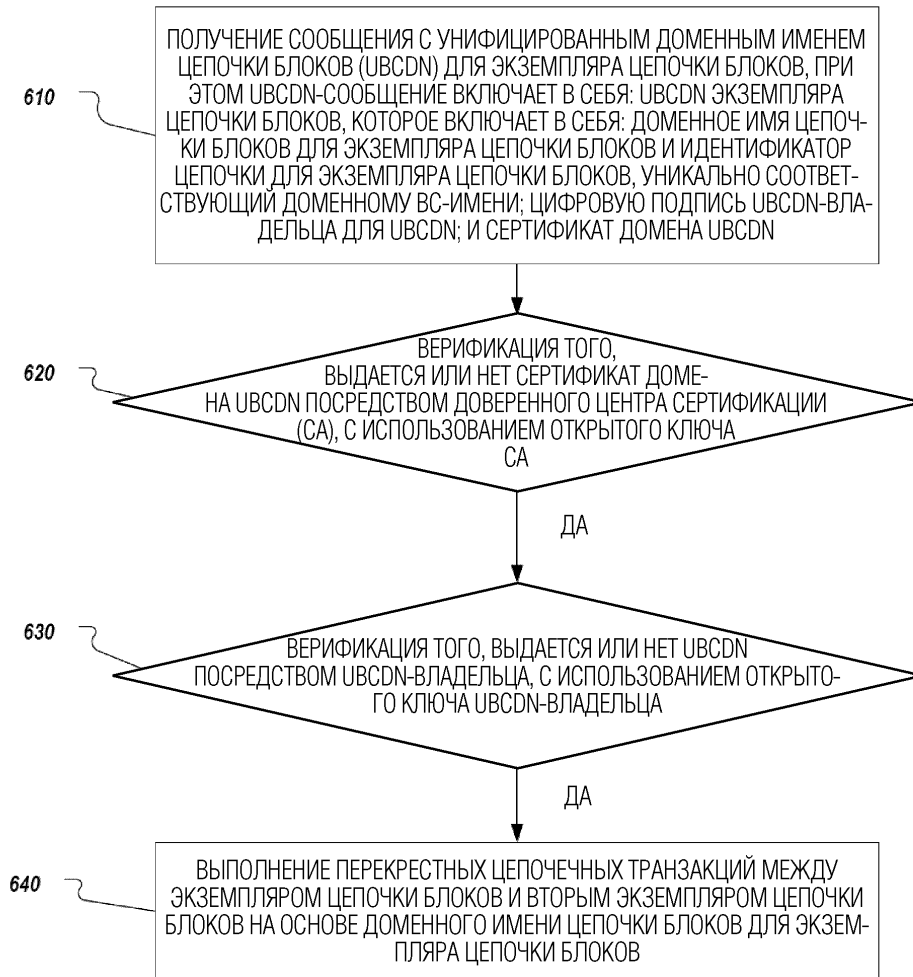 610
ПОЛУЧЕНИЕ СООБЩЕНИЯ С УНИФИЦИРОВАННЫМ ДОМЕННЫМ ИМЕНЕМ
ЦЕПОЧКИ БЛОКОВ (UBCDN) ДЛЯ ЭКЗЕМПЛЯРА ЦЕПОЧКИ БЛОКОВ, ПРИ
ЭТОМ UBCDN-СООБЩЕНИЕ ВКЛЮЧАЕТ В СЕБЯ: UBCDN ЭКЗЕМПЛЯРА
ЦЕПОЧКИ БЛОКОВ, КОТОРОЕ ВКЛЮЧАЕТ В СЕБЯ: ДОМЕННОЕ ИМЯ ЦЕПОЧ-
КИ БЛОКОВ ДЛЯ ЭКЗЕМПЛЯРА ЦЕПОЧКИ БЛОКОВ И ИДЕНТИФИКАТОР
ЦЕПОЧКИ ДЛЯ ЭКЗЕМПЛЯРА ЦЕПОЧКИ БЛОКОВ, УНИКАЛЬНО СООТВЕТ-
СТВУЮЩИЙ ДОМЕННОМУ BC-ИМЕНИ; ЦИФРОВУЮ ПОДПИСЬ UBCDN-ВЛА-
ДЕЛЬЦА ДЛЯ UBCDN; И СЕРТИФИКАТ ДОМЕНА UBCDN
620
ВЕРИФИКАЦИЯ ТОГО,
ВЫДАЕТСЯ ИЛИ НЕТ СЕРТИФИКАТ ДОМЕ-
НА UBCDN ПОСРЕДСТВОМ ДОВЕРЕННОГО ЦЕНТРА СЕРТИФИКАЦИИ
(CA), С ИСПОЛЬЗОВАНИЕМ ОТКРЫТОГО КЛЮЧА
CA
ДА
630
ВЕРИФИКАЦИЯ ТОГО, ВЫДАЕТСЯ ИЛИ НЕТ UBCDN
ПОСРЕДСТВОМ UBCDN-ВЛАДЕЛЬЦА, С ИСПОЛЬЗОВАНИЕМ ОТКРЫТО-
ГО КЛЮЧА UBCDN-ВЛАДЕЛЬЦА
ДА
640
ВЫПОЛНЕНИЕ ПЕРЕКРЕСТНЫХ ЦЕПОЧЕЧНЫХ ТРАНЗАКЦИЙ МЕЖДУ
ЭКЗЕМПЛЯРОМ ЦЕПОЧКИ БЛОКОВ И ВТОРЫМ ЭКЗЕМПЛЯРОМ ЦЕПОЧКИ
БЛОКОВ НА ОСНОВЕ ДОМЕННОГО ИМЕНИ ЦЕПОЧКИ БЛОКОВ ДЛЯ ЭКЗЕМ-
ПЛЯРА ЦЕПОЧКИ БЛОКОВ